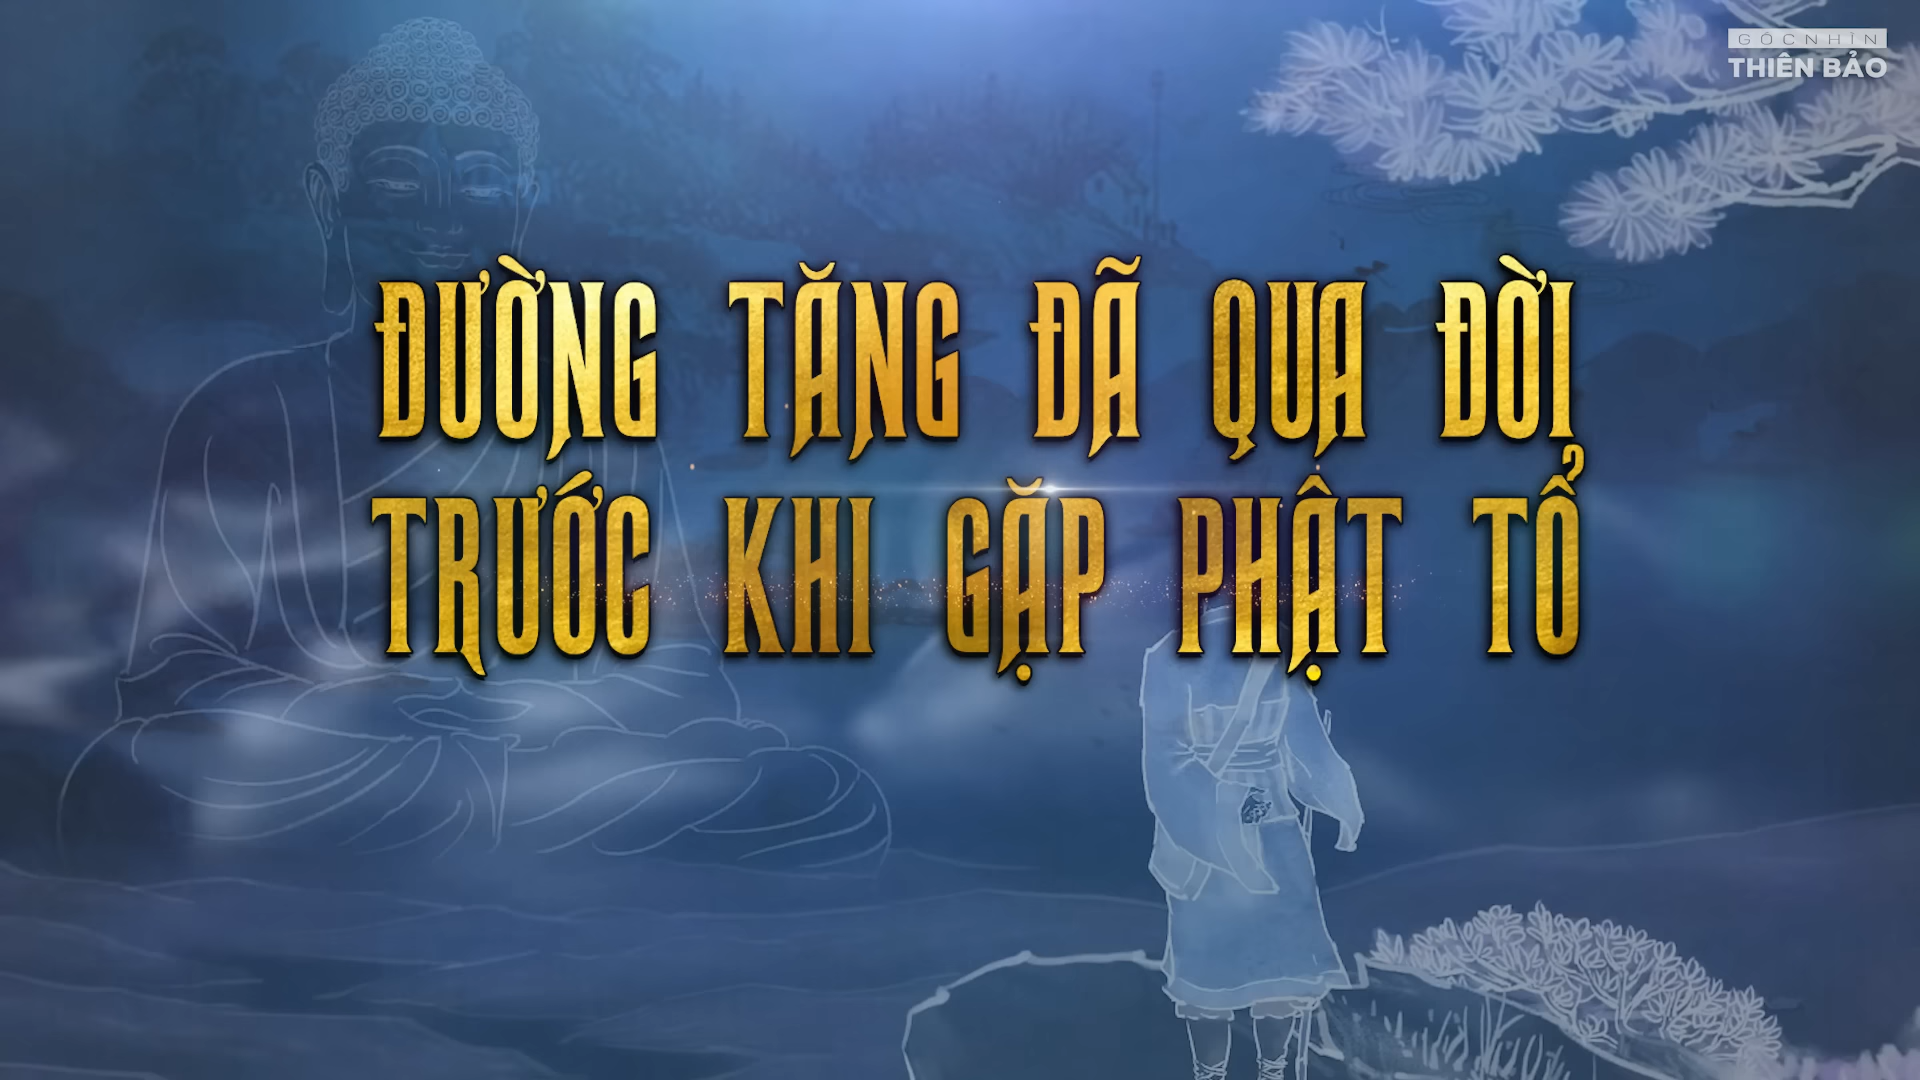 GÓC NHÌN
THIÊN BẢO
ĐƯỜNG TĂNG ĐÃ QUA ĐỜI
TRƯỚC KHI GẶP PHẬT TỔ